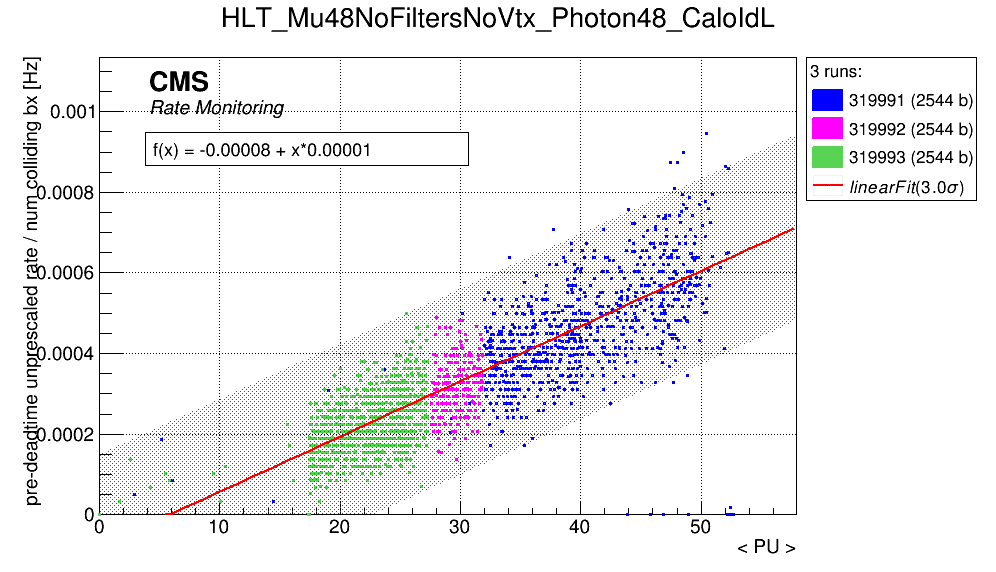 HLT_Mu48NoFiltersNoVtx_Photon48_CaloIdL
pre-deadtime unprescaled rate / num colliding bx [Hz]
CMS
Rate Monitoring
f(x) = -0.00008 + x*0.00001
0.001
0.0008
0.0006
0.0004
0.0002
0
0 10 20 30 40 50
< PU >
3 runs:
319991 (2544 b)
319992 (2544 b)
319993 (2544 b)
linearFit(3.0σ)